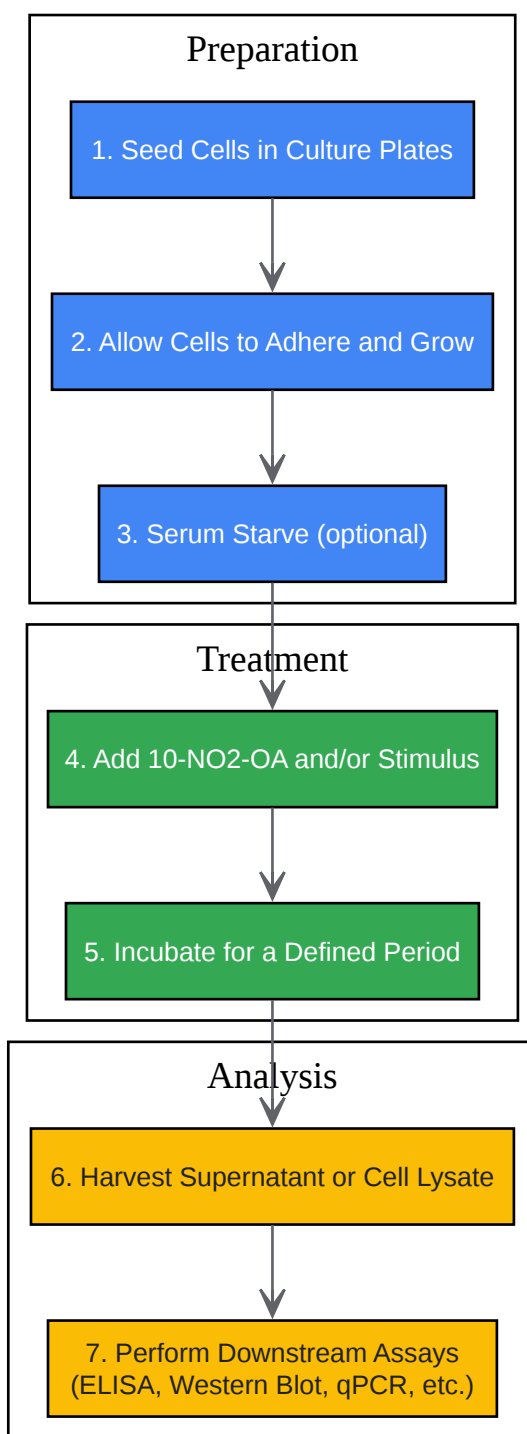 Preparation
1. Seed Cells in Culture Plates
2. Allow Cells to Adhere and Grow
3. Serum Starve (optional)
Treatment
4. Add 10-NO2-OA and/or Stimulus
5. Incubate for a Defined Period
Analysis
6. Harvest Supernatant or Cell Lysate
7. Perform Downstream Assays
(ELISA, Western Blot, qPCR, etc.)